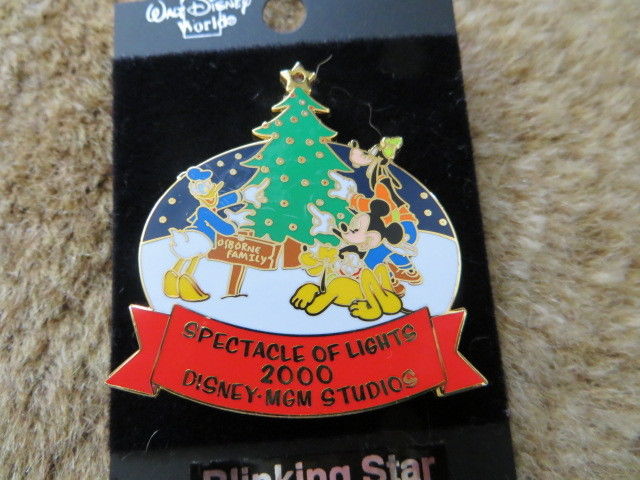 Walt Disney
World
OSBORNE
FAMILY
SPECTACLE OF LIGHTS
2000
DISNEY·MGM STUDIOS
Blinking Star